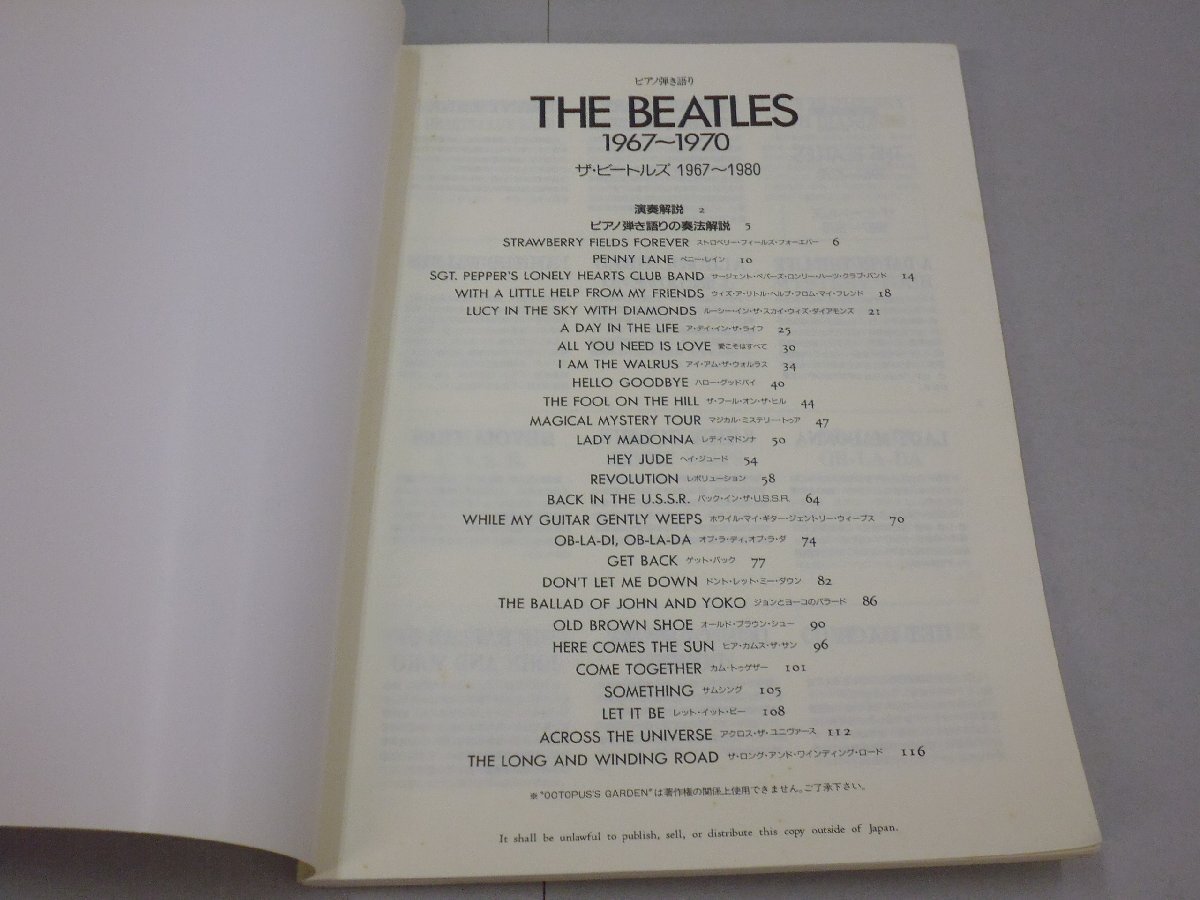 ピアノ弾き語り
THE BEATLES
1967~1970
ザ・ビートルズ 1967~1980
演奏解説 2
ピアノ弾き語りの奏法解説 5
STRAWBERRY FIELDS FOREVER ストロベリー・フィールズ・フォーエバー 6
PENNY LANE ペニー・レイン 10
SGT. PEPPER'S LONELY HEARTS CLUB BAND サージェント・ペパーズ・ロンリー・ハーツ・クラブ・バンド 14
WITH A LITTLE HELP FROM MY FRIENDS ウィズ・ア・リトル・ヘルプ・フロム・マイ・フレンド 18
LUCY IN THE SKY WITH DIAMONDS ルーシー・イン・ザ・スカイ・ウィズ・ダイアモンズ 21
A DAY IN THE LIFE ア・デイ・イン・ザ・ライフ 25
ALL YOU NEED IS LOVE 愛こそはすべて 30
I AM THE WALRUS アイ・アム・ザ・ウォルラス 34
HELLO GOODBYE ハロー・グッドバイ 40
THE FOOL ON THE HILL ザ・フール・オン・ザ・ヒル 44
MAGICAL MYSTERY TOUR マジカル・ミステリー・トゥア 47
LADY MADONNA レディ・マドンナ 50
HEY JUDE ヘイ・ジュード 54
REVOLUTION レボリューション 58
BACK IN THE U.S.S.R. バック・イン・ザ・U.S.S.R. 64
WHILE MY GUITAR GENTLY WEEPS ホワイル・マイ・ギター・ジェントリー・ウィープス 70
OB-LA-DI, OB-LA-DA オブ・ラ・ディ、オブ・ラ・ダ 74
GET BACK ゲット・バック 77
DON'T LET ME DOWN ドント・レット・ミー・ダウン 82
THE BALLAD OF JOHN AND YOKO ジョンとヨーコのバラード 86
OLD BROWN SHOE オールド・ブラウン・シュー 90
HERE COMES THE SUN ヒア・カムス・ザ・サン 96
COME TOGETHER カム・トゥゲザー 101
SOMETHING サムシング 105
LET IT BE レット・イット・ビー 108
ACROSS THE UNIVERSE アクロス・ザ・ユニヴァース 112
THE LONG AND WINDING ROAD ザ・ロング・アンド・ワインディング・ロード 116
※"OCTOPUS'S GARDEN"は著作権の関係上使用できません。ご了承下さい。
It shall be unlawful to publish, sell, or distribute this copy outside of Japan.